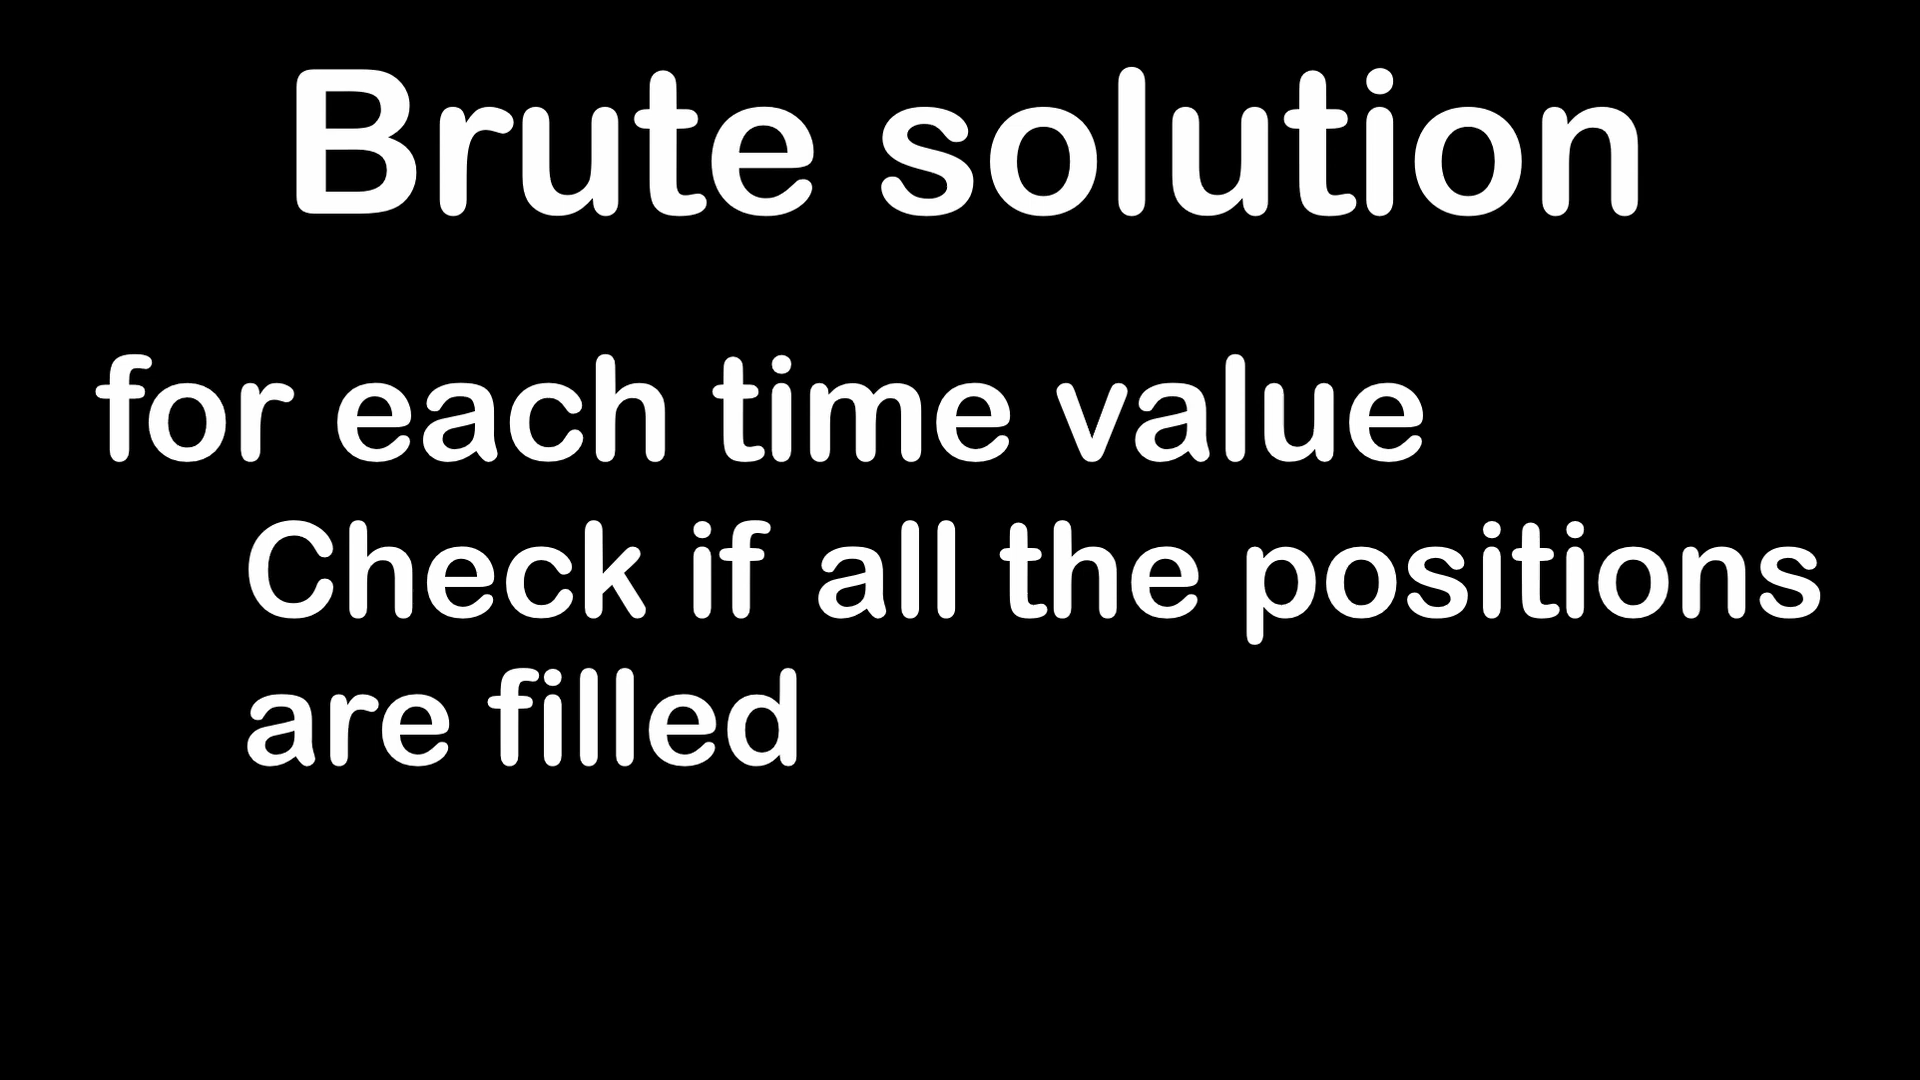 Brute solution
for each time value
Check if all the positions
are filled